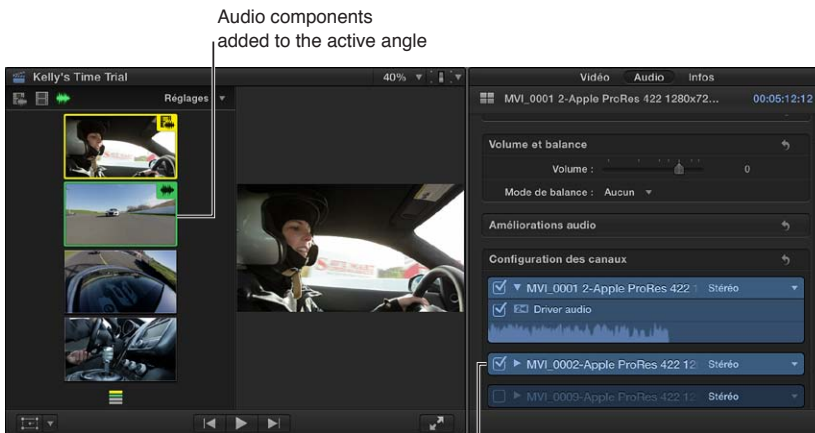 Audio components
added to the active angle
Kelly's Time Trial
40%
Réglages
Vidéo Audio Infos
MVI_0001 2-Apple ProRes 422 1280x72... 00:05:12:12
Volume et balance
Volume : 0
Mode de balance : Aucun
Améliorations audio
Configuration des canaux
MVI_0001 2-Apple ProRes 422 1 Stéréo
Driver audio
MVI_0002-Apple ProRes 422 12 Stéréo
MVI_0009-Apple ProRes 422 12 Stéréo